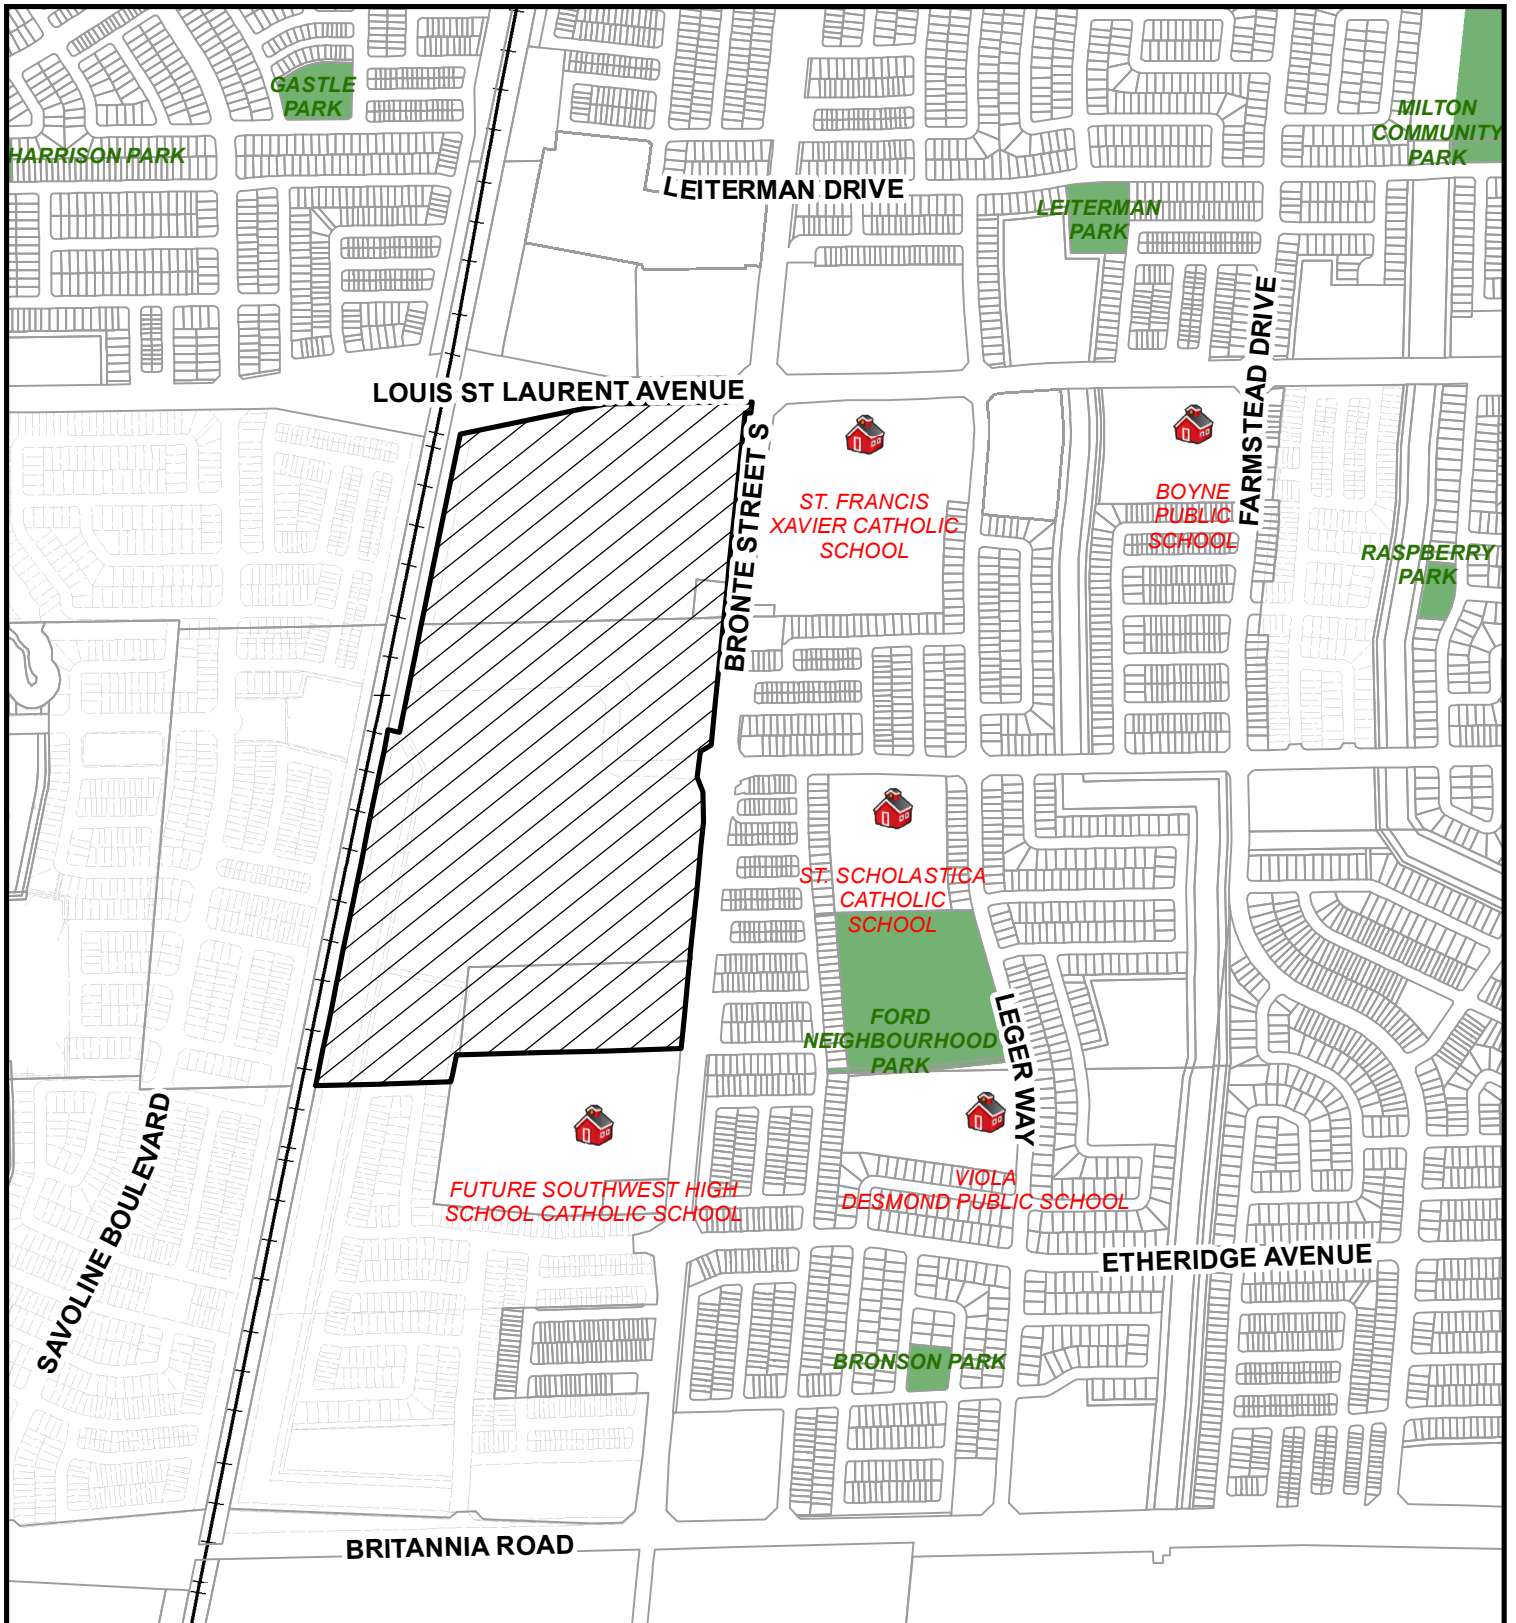 GASTLE
PARK
MILTON
COMMUNITY
PARK
HARRISON PARK
LEITERMAN DRIVE
LEITERMAN
PARK
FARMSTEAD DRIVE
LOUIS ST LAURENT AVENUE
BRONTE STREET S
ST. FRANCIS
XAVIER CATHOLIC
SCHOOL
BOYNE
PUBLIC
SCHOOL
RASPBERRY
PARK
ST. SCHOLASTICA
CATHOLIC
SCHOOL
FORD
NEIGHBOURHOOD
PARK
LEGER WAY
SAVOLINE BOULEVARD
FUTURE SOUTHWEST HIGH
SCHOOL CATHOLIC SCHOOL
VIOLA
DESMOND PUBLIC SCHOOL
ETHERIDGE AVENUE
BRONSON PARK
BRITANNIA ROAD